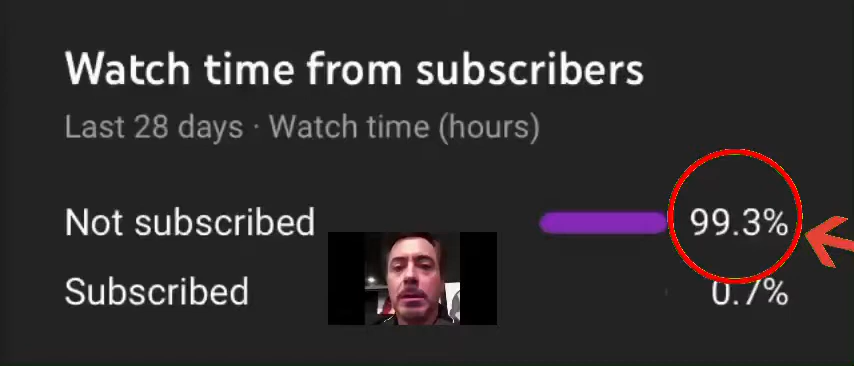 Watch time from subscribers
Last 28 days · Watch time (hours)
Not subscribed 99.3%
Subscribed 0.7%